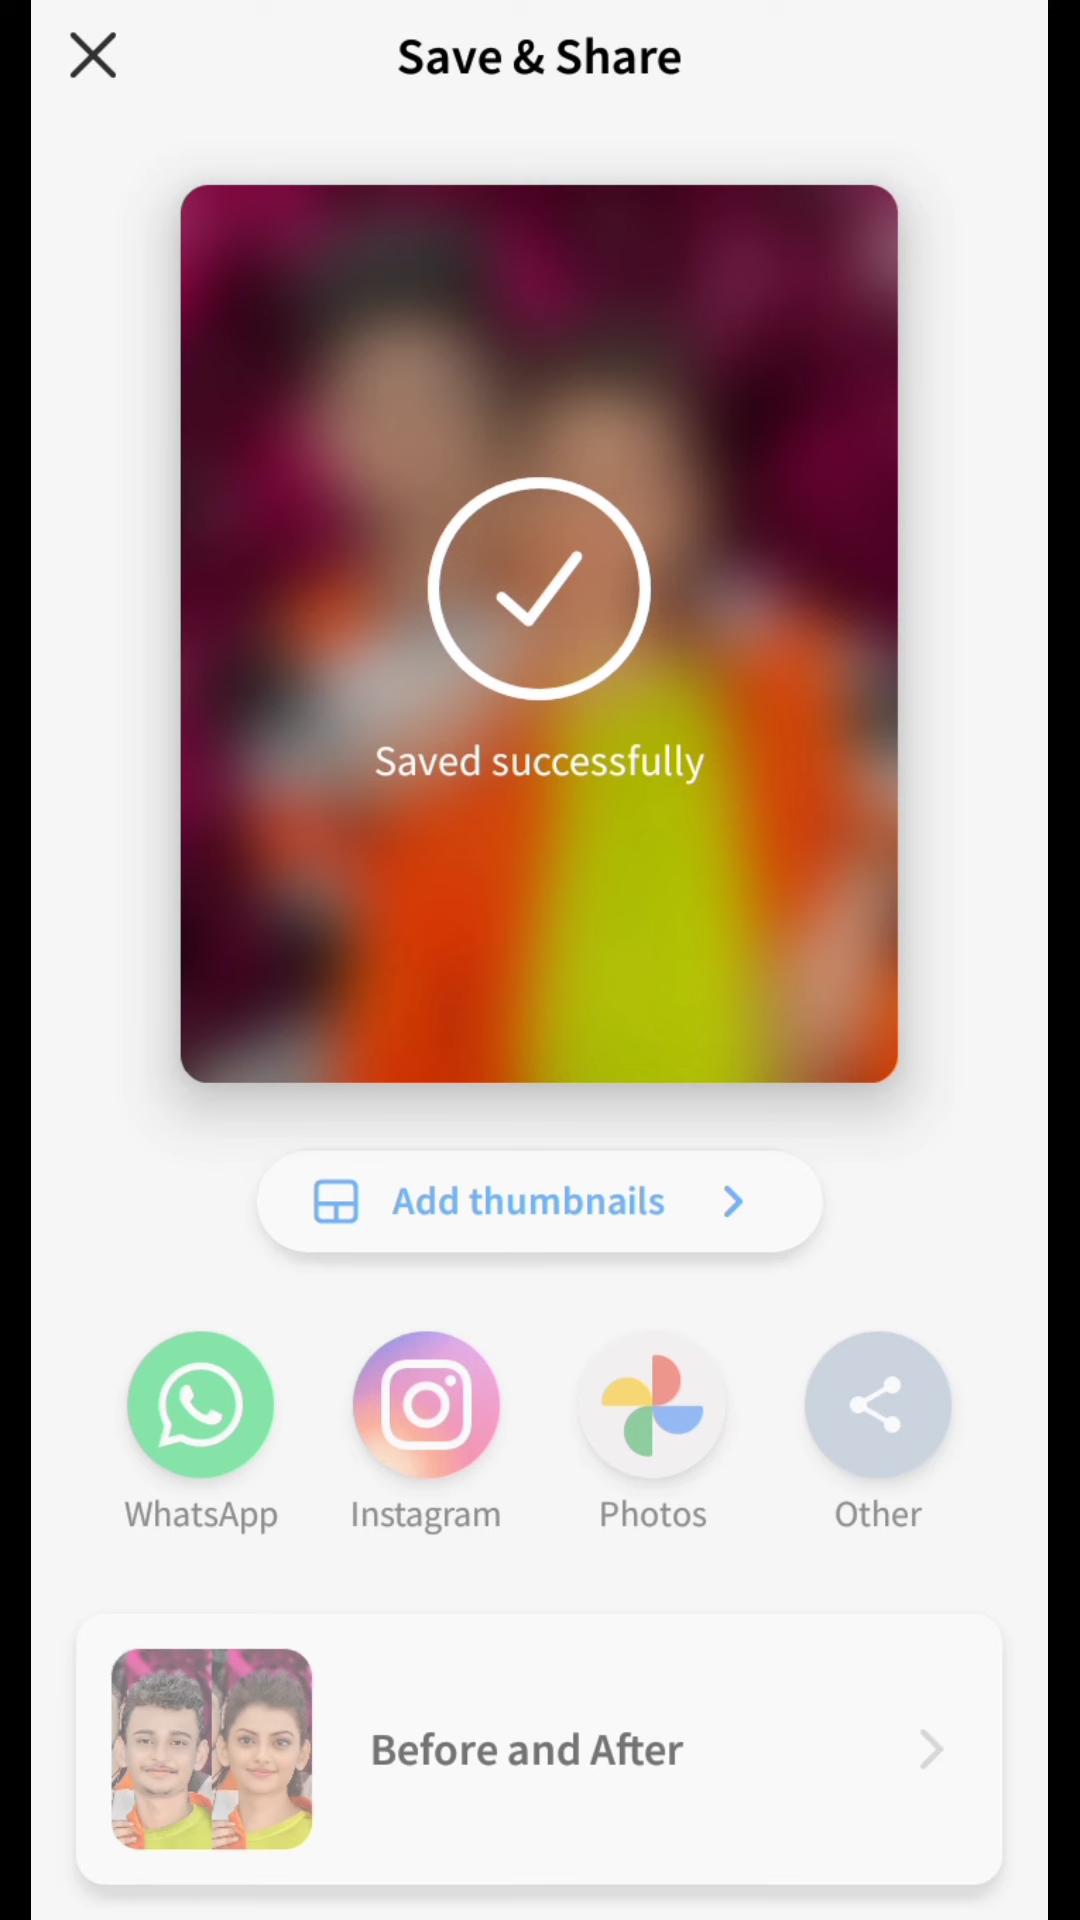 Save & Share
Saved successfully
Add thumbnails
WhatsApp
Instagram
Photos
Other
Before and After